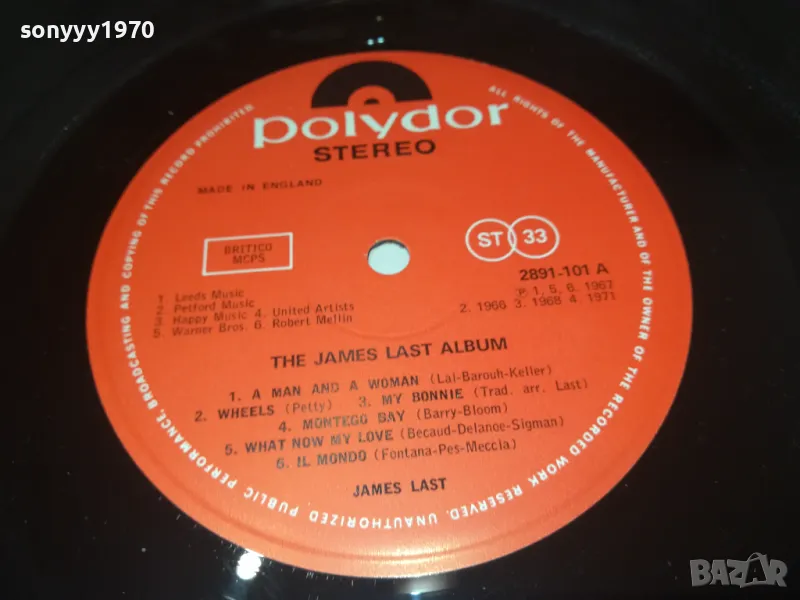 sonyyy1970
polydor
STEREO
MADE IN ENGLAND
BRITICO
MCPS
ST 33
2891-101 A
℗ 1, 5, 6. 1967
2. 1966 3. 1968 4. 1971
1 Leeds Music
2. Petford Music
3. Happy Music 4. United Artists
5. Warner Bros. 6. Robert Mellin
THE JAMES LAST ALBUM
1. A MAN AND A WOMAN (Lai-Barouh-Keller)
2. WHEELS (Petty) 3. MY BONNIE (Trad. arr. Last)
4. MONTEGO BAY (Barry-Bloom)
5. WHAT NOW MY LOVE (Becaud-Delance-Sigman)
6. IL MONDO (Fontana-Pes-Meccia)
JAMES LAST
ALL RIGHTS OF THE MANUFACTURER AND OF THE OWNER OF THE RECORDED WORK RESERVED. UNAUTHORIZED PUBLIC PERFORMANCE, BROADCASTING AND COPYING OF THIS RECORD PROHIBITED
BAZAR
bg